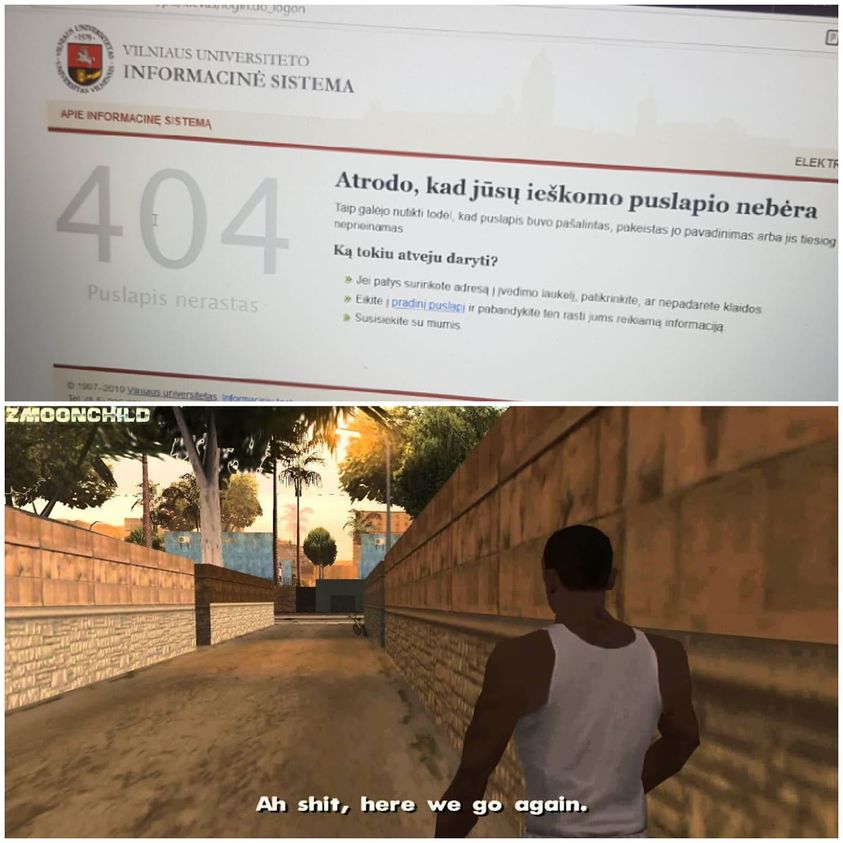 login.do_logon
VILNIAUS UNIVERSITETO
INFORMACINĖ SISTEMA
APIE INFORMACINĘ SISTEMĄ
ELEKTR
404
Puslapis nerastas
Atrodo, kad jūsų ieškomo puslapio nebėra
Taip galėjo nutikti todėl, kad puslapis buvo pašalintas, pakeistas jo pavadinimas arba jis tiesiog
neprieinamas.
Ką tokiu atveju daryti?
» Jei patys surinkote adresą į įvedimo laukelį, patikrinkite, ar nepadarėte klaidos.
» Eikite į pradinį puslapį ir pabandykite ten rasti jums reikiamą informaciją.
» Susisiekite su mumis.
© 1997–2019 Vilniaus universitetas,
ZMOONCHILD
Ah shit, here we go again.